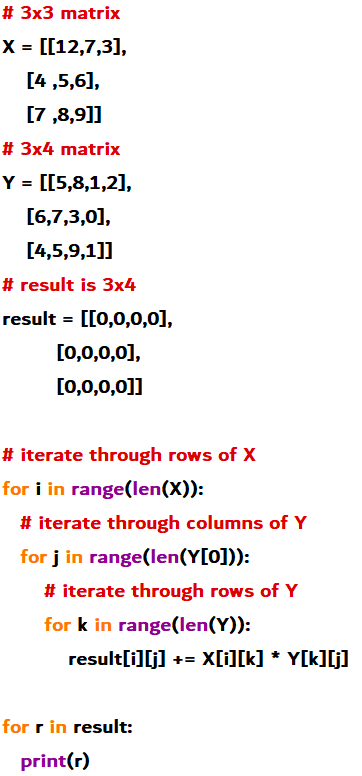 # 3x3 matrix
X = [[12,7,3],
    [4 ,5,6],
    [7 ,8,9]]
# 3x4 matrix
Y = [[5,8,1,2],
    [6,7,3,0],
    [4,5,9,1]]
# result is 3x4
result = [[0,0,0,0],
         [0,0,0,0],
         [0,0,0,0]]

# iterate through rows of X
for i in range(len(X)):
   # iterate through columns of Y
   for j in range(len(Y[0])):
       # iterate through rows of Y
       for k in range(len(Y)):
           result[i][j] += X[i][k] * Y[k][j]

for r in result:
   print(r)